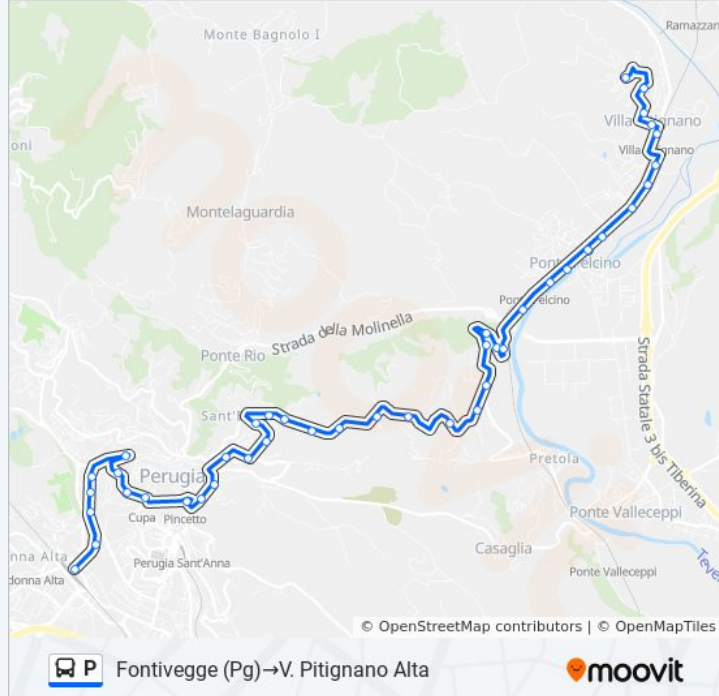 Ramazzan
Monte Bagnolo I
Villa Pitignano
Villa Pitignano
oni
Montelaguardia
Ponte Felcino
Ponte Felcino
Strada della Molinella
Ponte Rio
Strada Statale 3 bis Tiberina
Perugia
Pretola
Cupa
Pincetto
Ponte Valleceppi
nna Alta
Casaglia
donna Alta
Perugia Sant'Anna
Ponte Valleceppi
Teve
© OpenStreetMap contributors | © OpenMapTiles
P Fontivegge (Pg)→V. Pitignano Alta
moovit